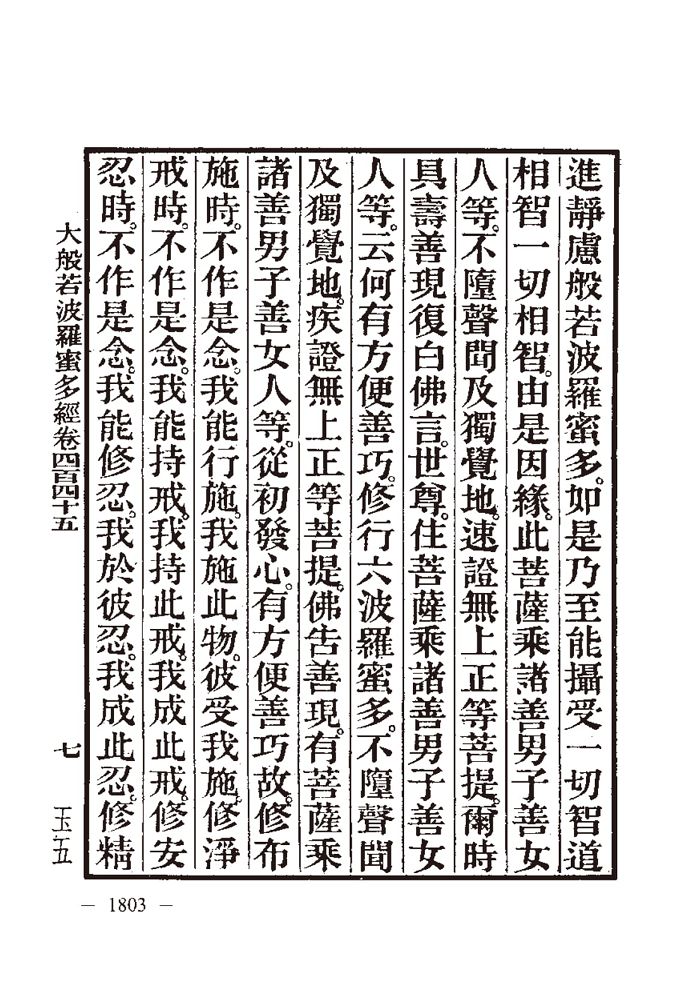 進靜慮般若波羅蜜多。如是乃至能攝受一切智道
相智一切相智。由是因緣。此菩薩乘諸善男子善女
人等。不墮聲聞及獨覺地。速證無上正等菩提。爾時
具壽善現復白佛言。世尊。住菩薩乘諸善男子善女
人等。云何有方便善巧。修行六波羅蜜多。不墮聲聞
及獨覺地。疾證無上正等菩提。佛告善現。有菩薩乘
諸善男子善女人等。從初發心。有方便善巧故。修布
施時。不作是念。我能行施。我施此物。彼受我施。修淨
戒時。不作是念。我能持戒。我持此戒。我成此戒。修安
忍時。不作是念。我能修忍。我於彼忍。我成此忍。修精
大般若波羅蜜多經卷四百四十五 七 玉五
— 1803 —